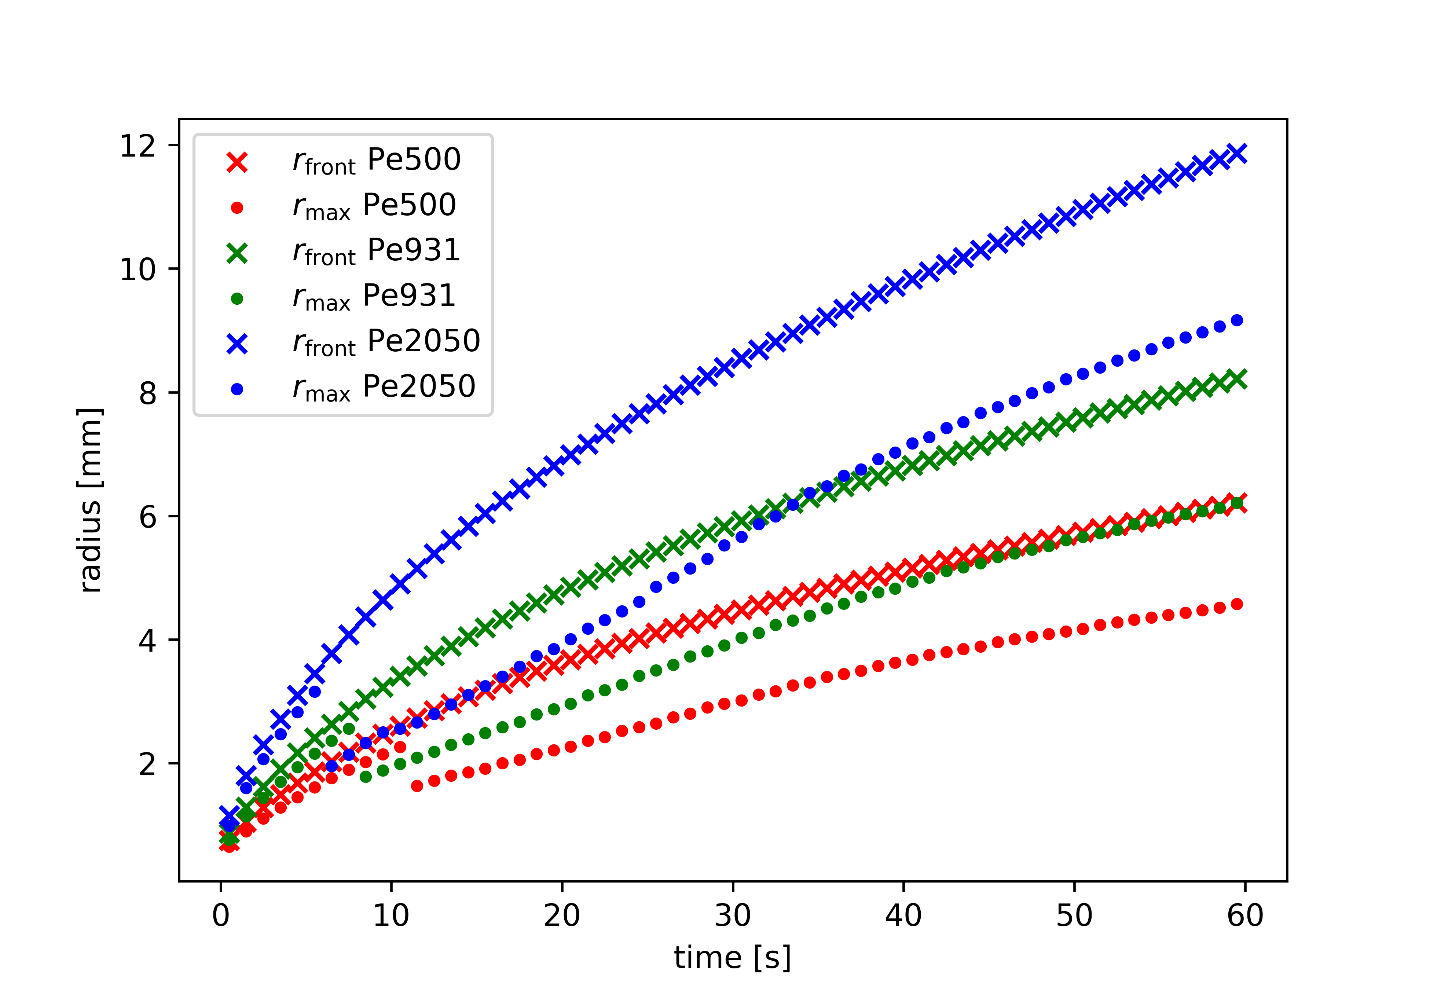 12
10
8
6
4
2
radius [mm]
r_front Pe500
r_max Pe500
r_front Pe931
r_max Pe931
r_front Pe2050
r_max Pe2050
0 10 20 30 40 50 60
time [s]